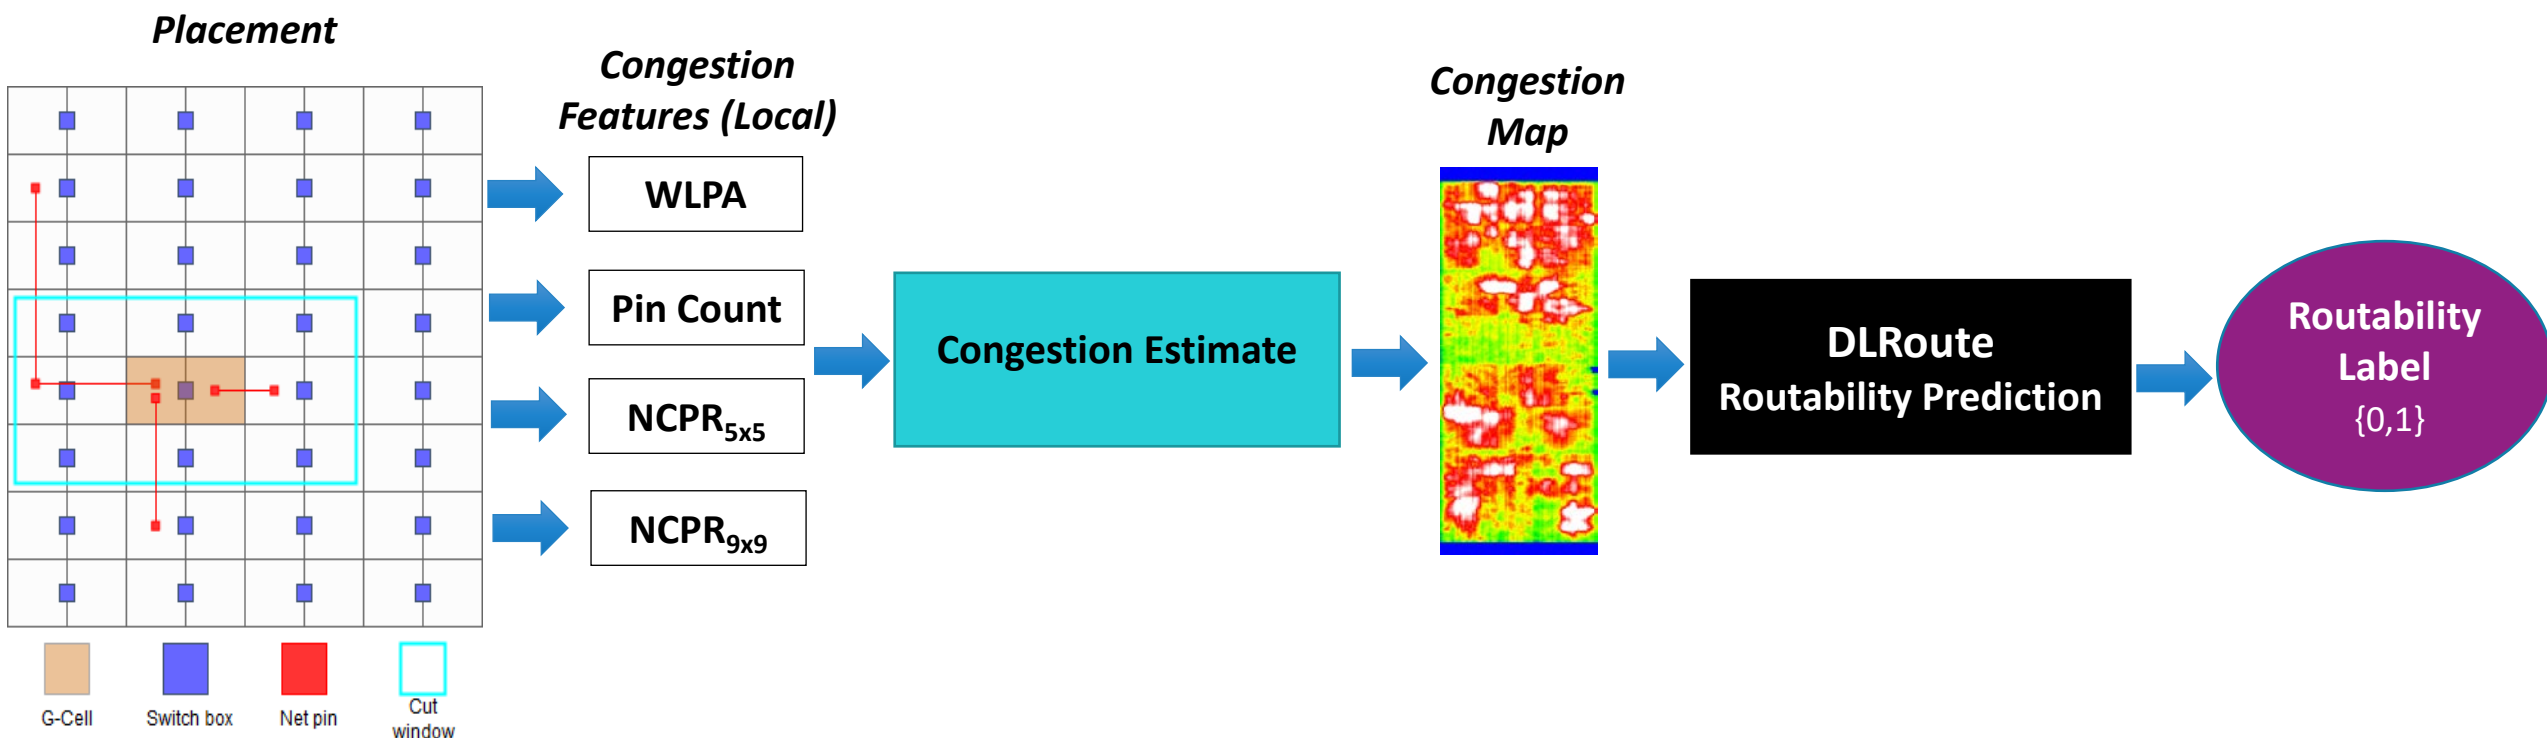 Placement
Congestion
Features (Local)
WLPA
Pin Count
NCPR5x5
NCPR9x9
Congestion Estimate
Congestion
Map
DLRoute
Routability Prediction
Routability
Label
{0,1}
G-Cell
Switch box
Net pin
Cut
window